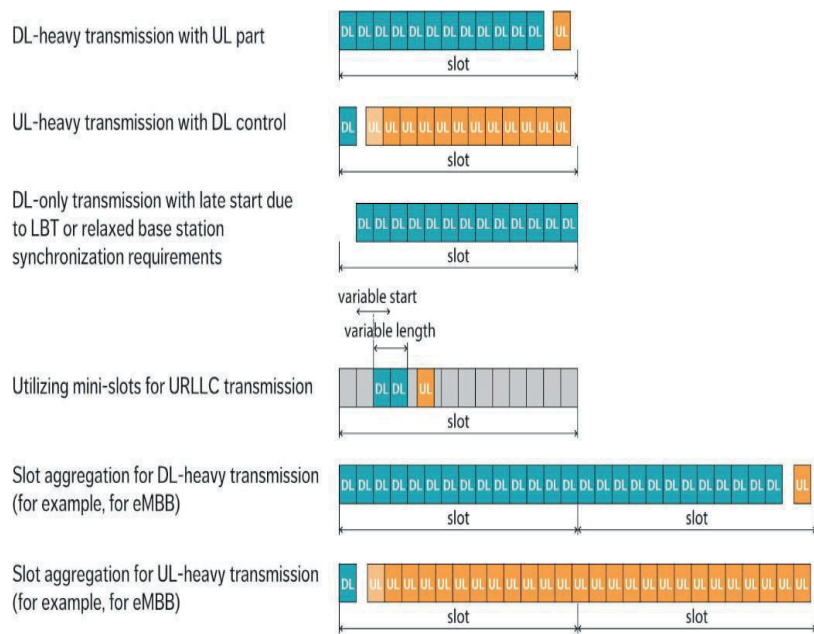 DL-heavy transmission with UL part
DL DL DL DL DL DL DL DL DL DL DL DL UL
slot
UL-heavy transmission with DL control
DL UL UL UL UL UL UL UL UL UL UL UL UL
slot
DL-only transmission with late start due
to LBT or relaxed base station
synchronization requirements
DL DL DL DL DL DL DL DL DL DL DL DL DL
slot
variable start
variable length
Utilizing mini-slots for URLLC transmission
DL DL UL
slot
Slot aggregation for DL-heavy transmission
(for example, for eMBB)
DL DL DL DL DL DL DL DL DL DL DL DL DL DL DL DL DL DL DL DL DL DL DL DL DL DL UL
slot slot
Slot aggregation for UL-heavy transmission
(for example, for eMBB)
DL UL UL UL UL UL UL UL UL UL UL UL UL UL UL UL UL UL UL UL UL UL UL UL UL UL UL
slot slot